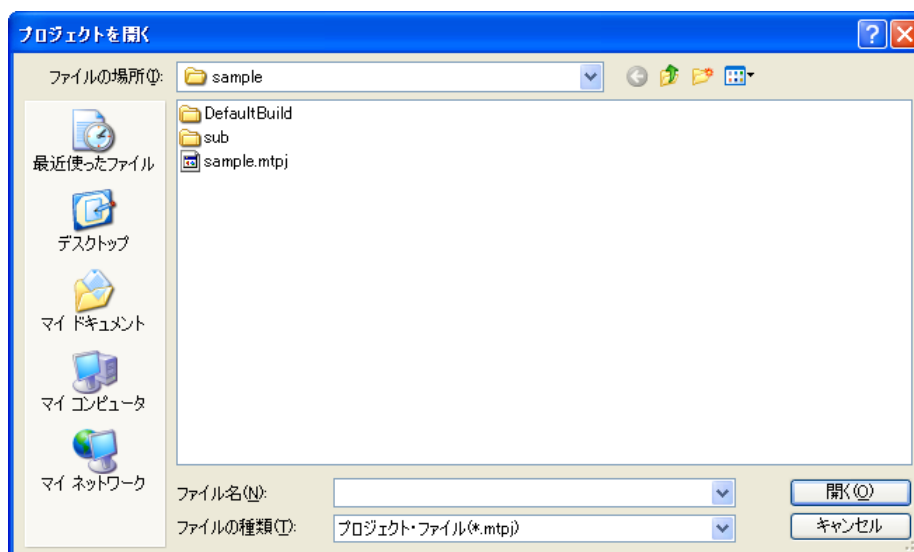 プロジェクトを開く
ファイルの場所(I):
sample
DefaultBuild
sub
sample.mtpj
最近使ったファイル
デスクトップ
マイ ドキュメント
マイ コンピュータ
マイ ネットワーク
ファイル名(N):
開く(O)
ファイルの種類(T):
プロジェクト・ファイル(*.mtpj)
キャンセル